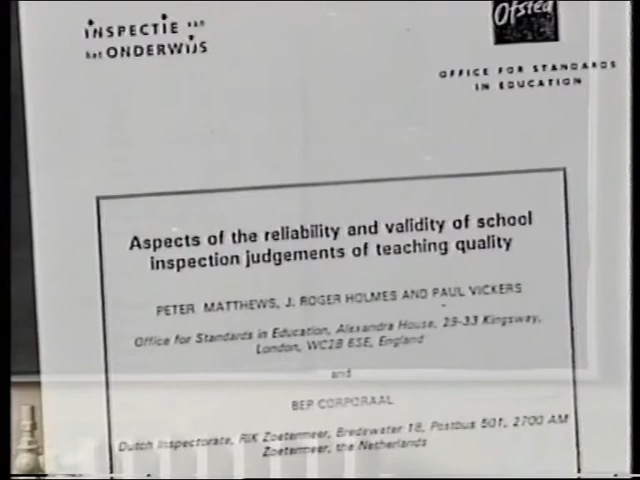 INSPECTIE van
het ONDERWIJS
Ofsted
OFFICE FOR STANDARDS
IN EDUCATION
Aspects of the reliability and validity of school
inspection judgements of teaching quality
PETER MATTHEWS, J. ROGER HOLMES AND PAUL VICKERS
Office for Standards in Education, Alexandra House, 29-33 Kingsway,
London, WC2B 6SE, England
and
BEP CORPORAAL
Dutch Inspectorate, RIK Zoetermeer, Bredewater 18, Postbus 501, 2700 AM
Zoetermeer, the Netherlands